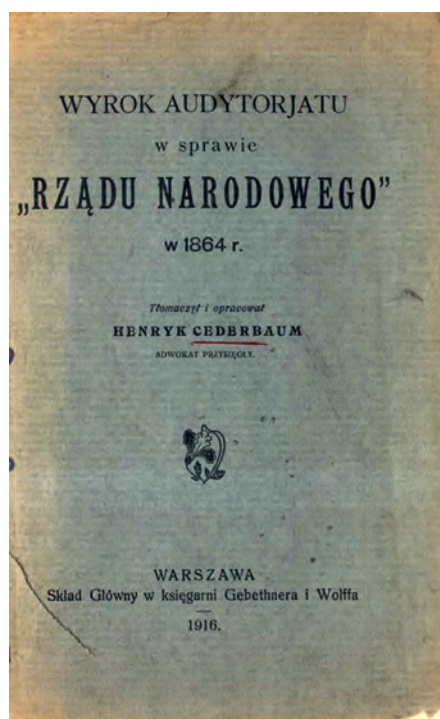 WYROK AUDYTORJATU
w sprawie
„RZĄDU NARODOWEGO”
w 1864 r.
Tłomaczył i opracował
HENRYK CEDERBAUM
ADWOKAT PRZYSIĘGŁY.
WARSZAWA
Skład Główny w księgarni Gebethnera i Wolffa
1916.